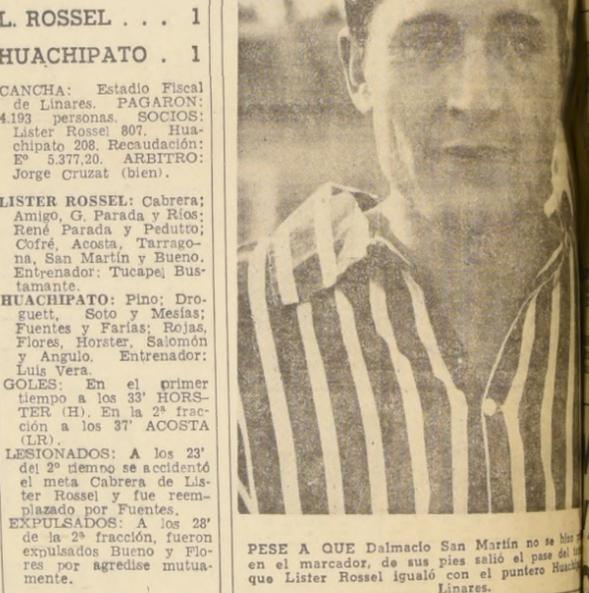 L. ROSSEL . . . 1
HUACHIPATO . 1
CANCHA: Estadio Fiscal
de Linares. PAGARON:
4.193 personas. SOCIOS:
Lister Rossel 807. Hua-
chipato 208. Recaudación:
Eº 5.377,20. ARBITRO:
Jorge Cruzat (bien).
LISTER ROSSEL: Cabrera;
Amigo, G. Parada y Ríos;
René Parada y Pedutto;
Cofré, Acosta, Tarrago-
na, San Martín y Bueno.
Entrenador: Tucapel Bus-
tamante.
HUACHIPATO: Pino; Dro-
guett, Soto y Mesías;
Fuentes y Farías; Rojas,
Flores, Horster, Salomón
y Angulo. Entrenador:
Luis Vera.
GOLES: En el primer
tiempo a los 33' HORS-
TER (H). En la 2ª frac-
ción a los 37' ACOSTA
(LR).
LESIONADOS: A los 23'
del 2º tiempo se accidentó
el meta Cabrera de Lis-
ter Rossel y fue reem-
plazado por Fuentes.
EXPULSADOS: A los 28'
de la 2ª fracción, fueron
expulsados Bueno y Flo-
res por agredise mutua-
mente.
PESE A QUE Dalmacio San Martín no se hizo
en el marcador, de sus pies salió el pase del
que Lister Rossel igualó con el puntero
Linares.